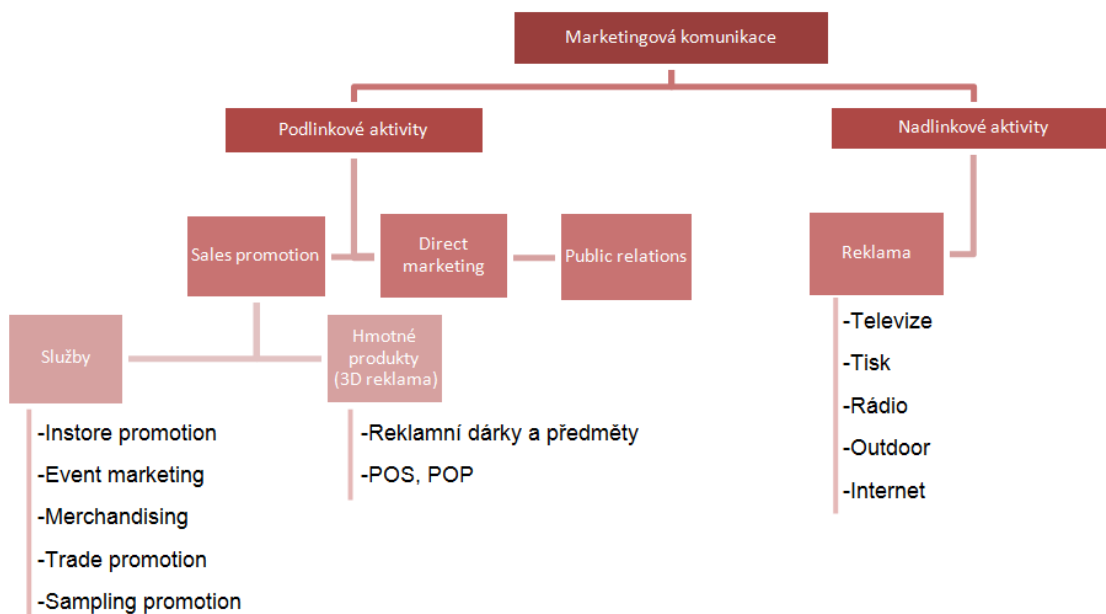 Marketingová komunikace
Podlinkové aktivity
Nadlinkové aktivity
Sales promotion
Direct
marketing
Public relations
Reklama
Služby
Hmotné
produkty
(3D reklama)
-Instore promotion
-Event marketing
-Merchandising
-Trade promotion
-Sampling promotion
-Reklamní dárky a předměty
-POS, POP
-Televize
-Tisk
-Rádio
-Outdoor
-Internet